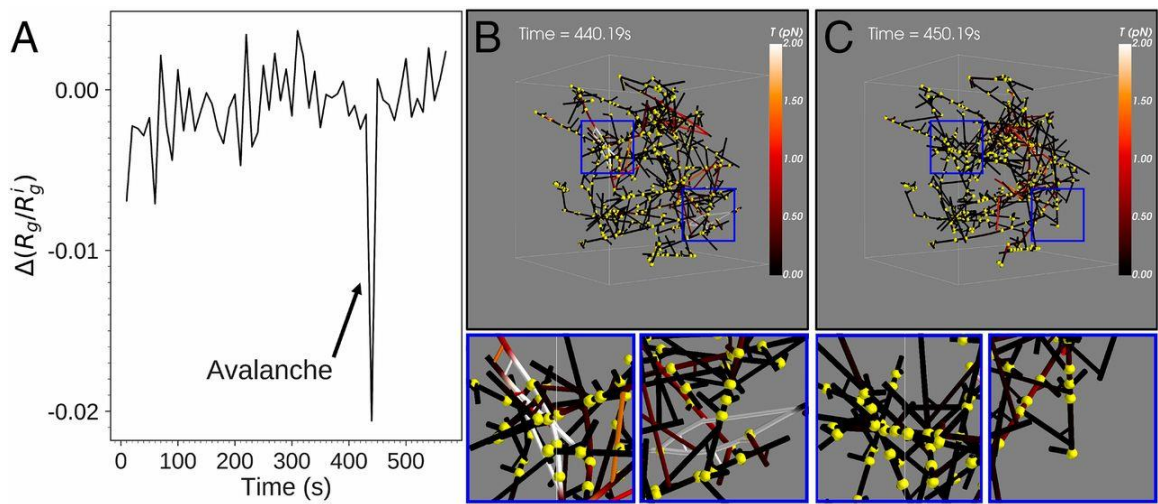 A
Δ(R_g/R_g^i)
0.00
-0.01
-0.02
Avalanche
0 100 200 300 400 500
Time (s)
B
Time = 440.19s
T (pN)
2.00
1.50
1.00
0.50
0.00
C
Time = 450.19s
T (pN)
2.00
1.50
1.00
0.50
0.00